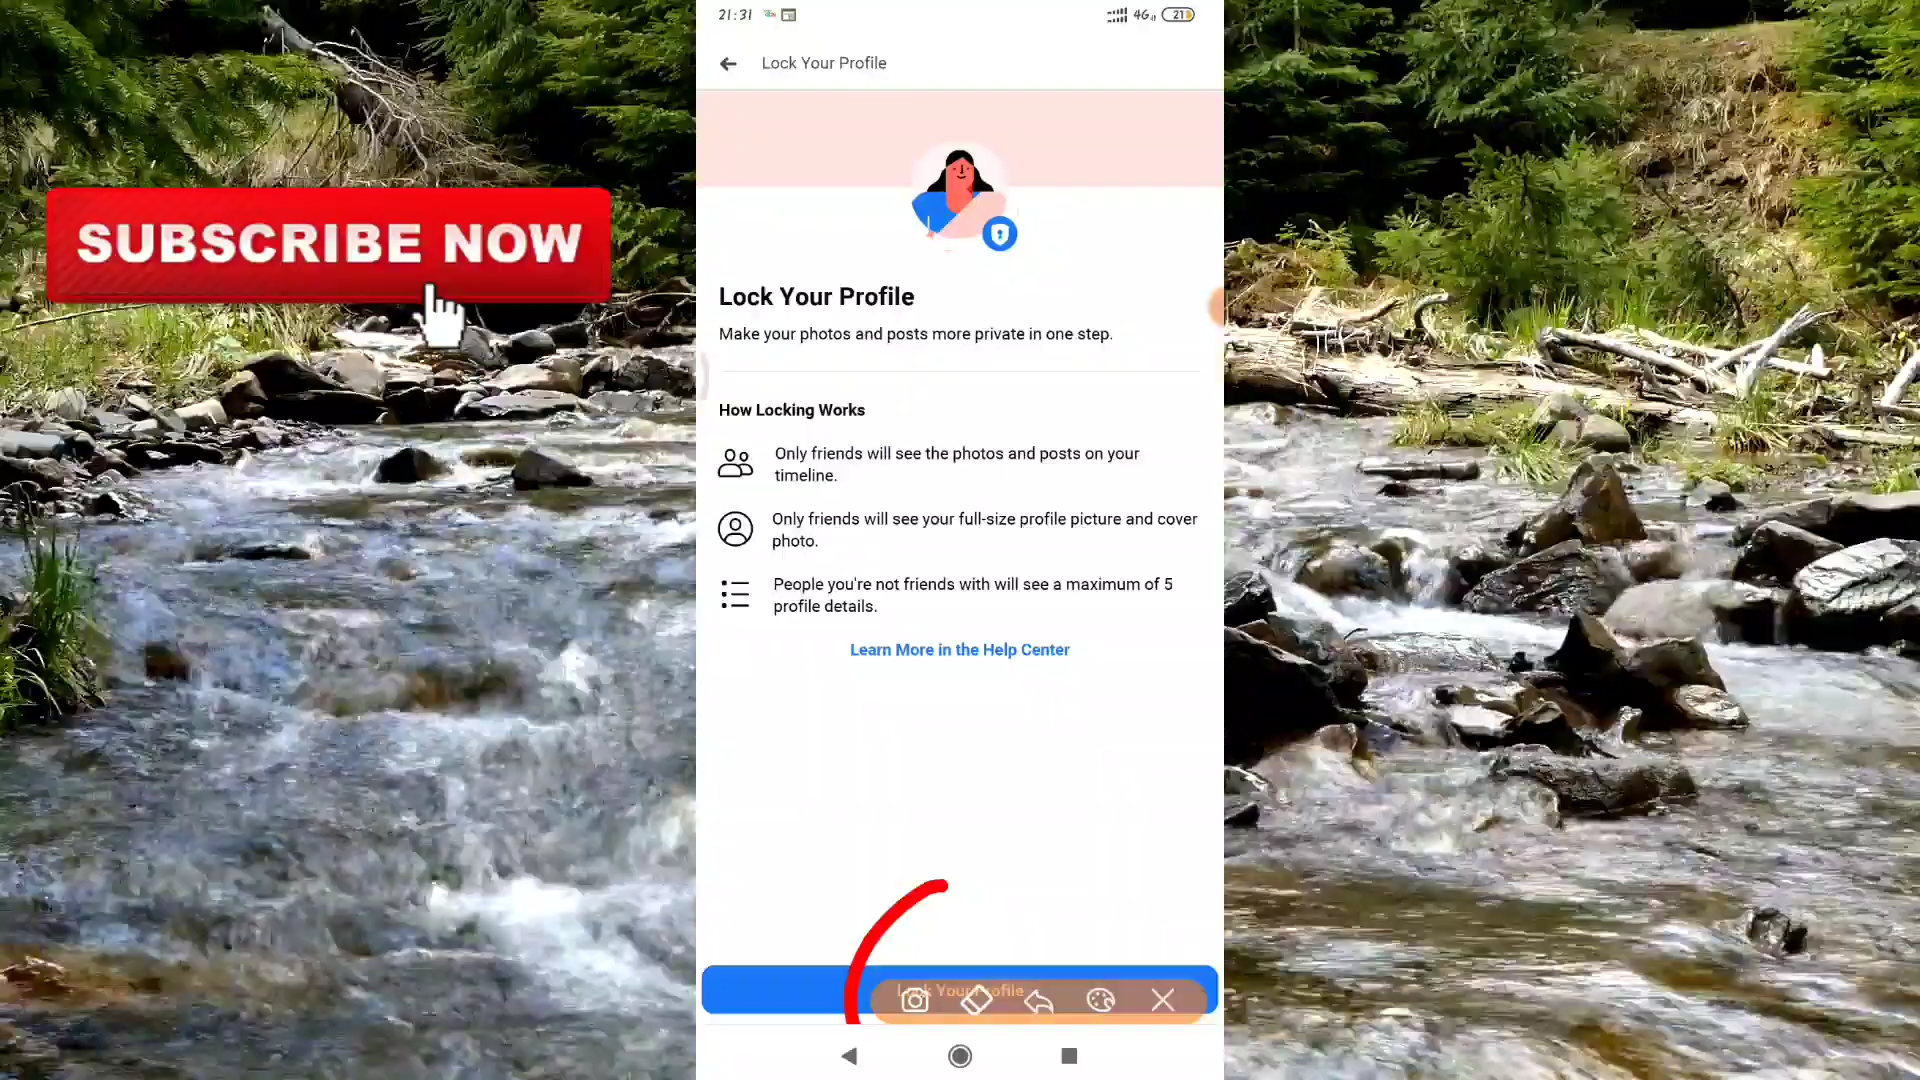 21:31
4G
21
Lock Your Profile
SUBSCRIBE NOW
Lock Your Profile
Make your photos and posts more private in one step.
How Locking Works
Only friends will see the photos and posts on your
timeline.
Only friends will see your full-size profile picture and cover
photo.
People you're not friends with will see a maximum of 5
profile details.
Learn More in the Help Center
Lock Your Profile